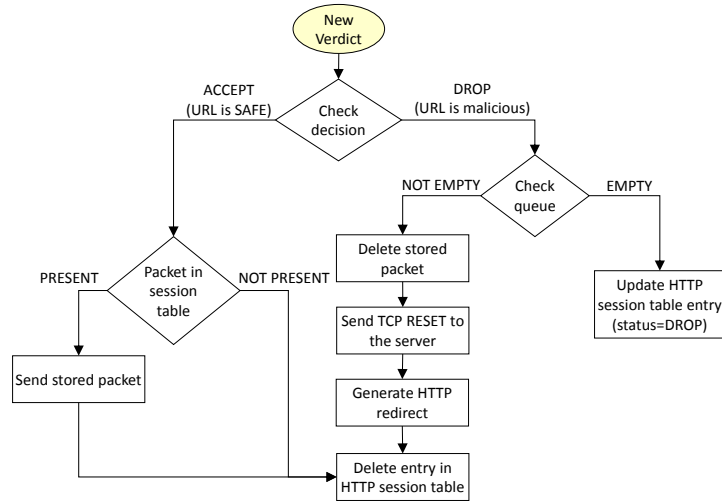 New
Verdict
ACCEPT
(URL is SAFE)
Check
decision
DROP
(URL is malicious)
NOT EMPTY
Check
queue
EMPTY
Delete stored
packet
Update HTTP
session table entry
(status=DROP)
PRESENT
Packet in
session
table
NOT PRESENT
Send TCP RESET to
the server
Send stored packet
Generate HTTP
redirect
Delete entry in
HTTP session table